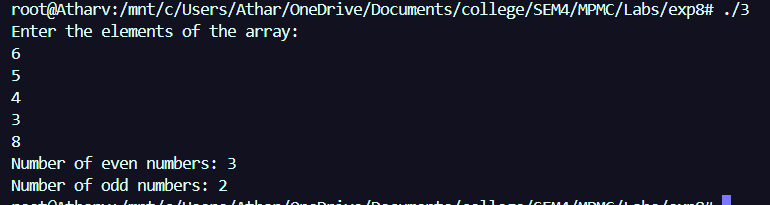 root@Atharv:/mnt/c/Users/Athar/OneDrive/Documents/college/SEM4/MPMC/Labs/exp8# ./3
Enter the elements of the array:
6
5
4
3
8
Number of even numbers: 3
Number of odd numbers: 2
root@Atharv:/mnt/c/Users/Athar/OneDrive/Documents/college/SEM4/MPMC/Labs/exp8#